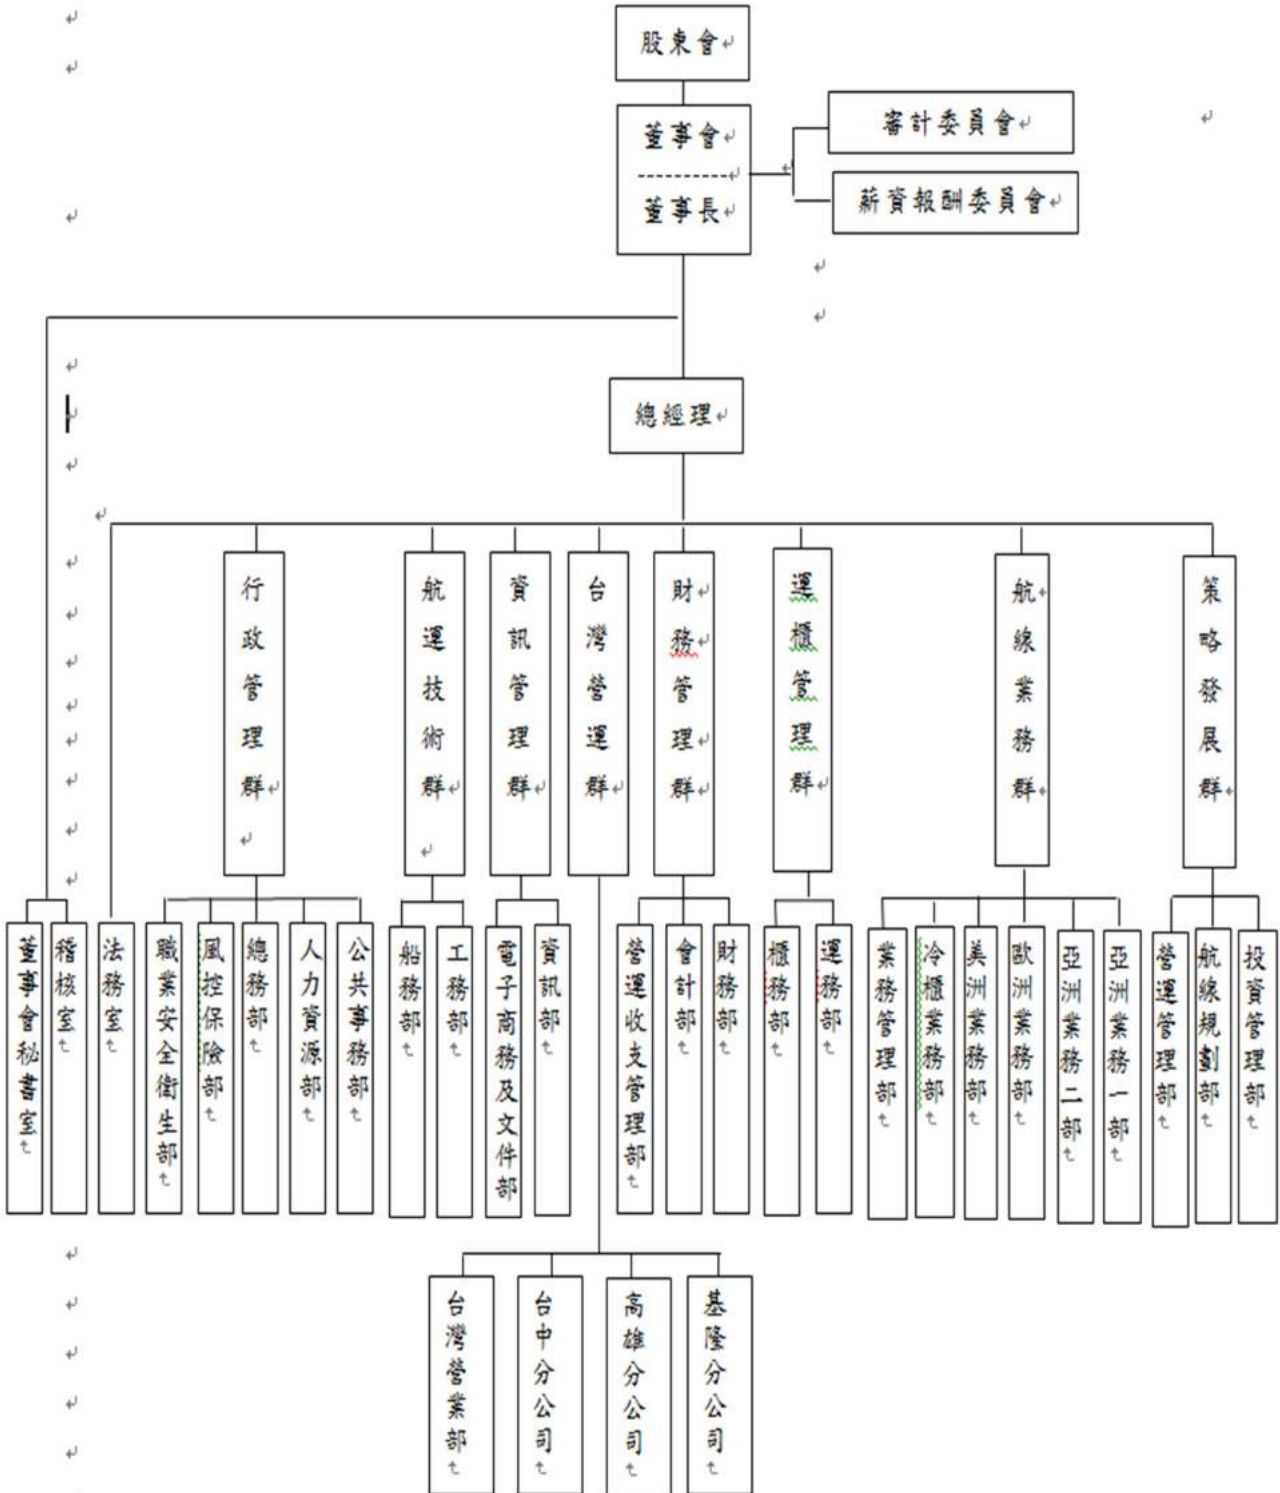 股東會
董事會
董事長
審計委員會
薪資報酬委員會
總經理
行政管理群
航運技術群
資訊管理群
台灣營運群
財務管理群
運櫃管理群
航線業務群
策略發展群
董事會秘書室
稽核室
法務室
職業安全衛生部
風控保險部
總務部
人力資源部
公共事務部
船務部
工務部
電子商務及文件部
資訊部
營運收支管理部
會計部
財務部
櫃務部
運務部
業務管理部
冷櫃業務部
美洲業務部
歐洲業務部
亞洲業務二部
亞洲業務一部
營運管理部
航線規劃部
投資管理部
台灣營業部
台中分公司
高雄分公司
基隆分公司